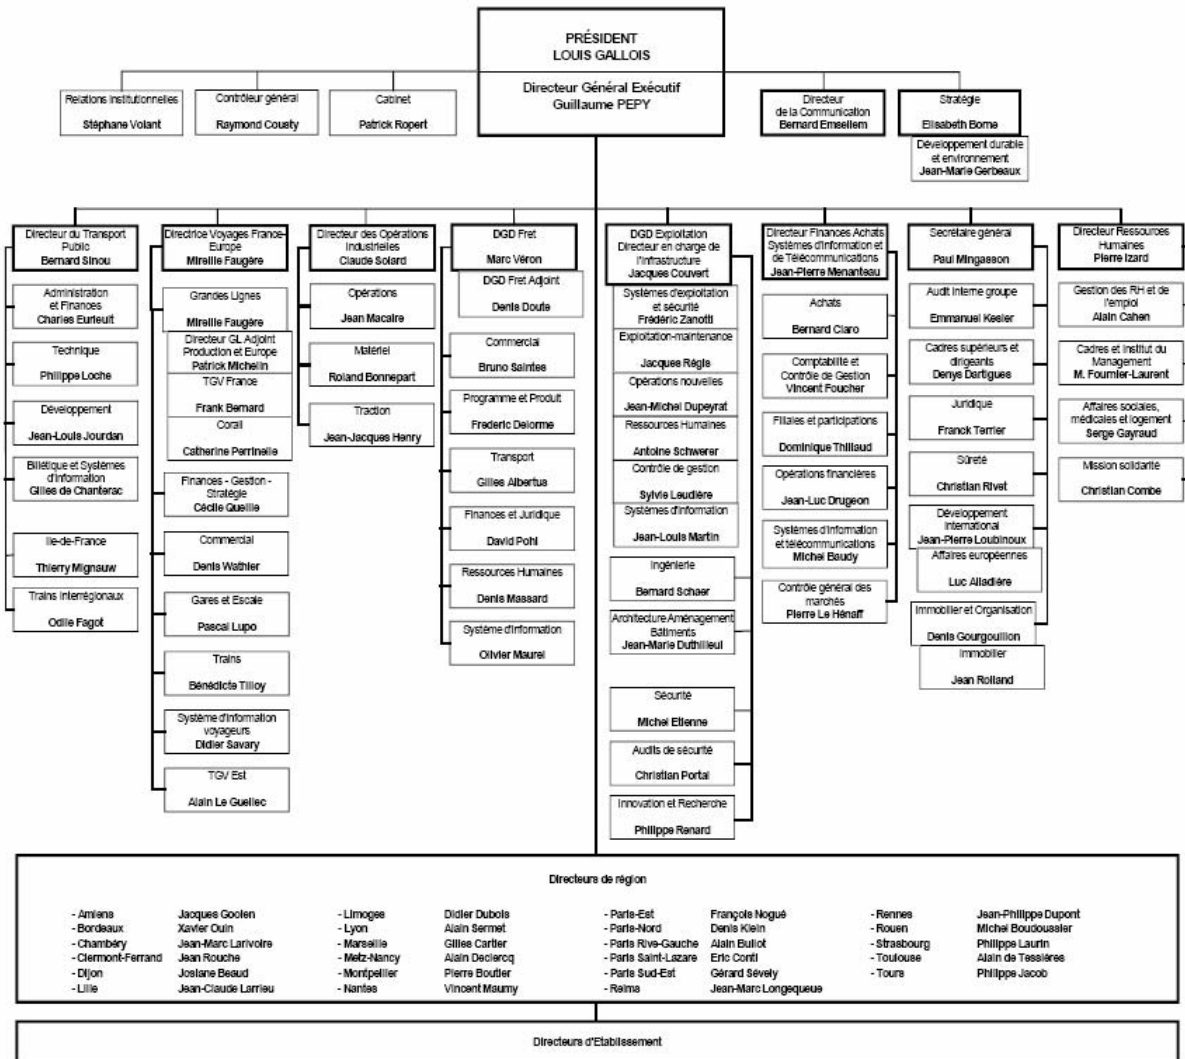 PRÉSIDENT
LOUIS GALLOIS
Directeur Général Exécutif
Guillaume PEPY
Relations Institutionnelles
Stéphane Volant
Contrôleur général
Raymond Cousty
Cabinet
Patrick Ropert
Directeur
de la Communication
Bernard Emsellem
Stratégie
Elisabeth Borne
Développement durable
et environnement
Jean-Marie Gerbeaux
Directeur du Transport
Public
Bernard Sinou
Administration
et Finances
Charles Eurieult
Technique
Philippe Loche
Développement
Jean-Louis Jourdan
Billétique et Systèmes
d'Information
Gilles de Chanterac
Ile-de-France
Thierry Mignauw
Trains Interrégionaux
Odile Fagot
Directrice Voyages France-
Europe
Mireille Faugère
Grandes Lignes
Mireille Faugère
Directeur GL Adjoint
Production et Europe
Patrick Michelin
TGV France
Frank Bernard
Corail
Catherine Perrinelle
Finances - Gestion -
Stratégie
Cécile Queille
Commercial
Denis Wathier
Gares et Escale
Pascal Lupo
Trains
Bénédicte Tilloy
Système d'information
voyageurs
Didier Savary
TGV Est
Alain Le Guellec
Directeur des Opérations
Industrielles
Claude Solard
Opérations
Jean Macaire
Matériel
Roland Bonnepart
Traction
Jean-Jacques Henry
DGD Fret
Marc Véron
DGD Fret Adjoint
Denis Doute
Commercial
Bruno Saintes
Programme et Produit
Frederic Delorme
Transport
Gilles Albertus
Finances et Juridique
David Pohl
Ressources Humaines
Denis Massard
Système d'information
Olivier Maurel
DGD Exploitation
Directeur en charge de
l'infrastructure
Jacques Couvert
Systèmes d'exploitation
et sécurité
Frédéric Zanotti
Exploitation-maintenance
Jacques Régis
Opérations nouvelles
Jean-Michel Dupeyrat
Ressources Humaines
Antoine Schwerer
Contrôle de gestion
Sylvie Leudière
Systèmes d'information
Jean-Louis Martin
Ingénierie
Bernard Schaer
Architecture Aménagement
Bâtiments
Jean-Marie Duthilleul
Sécurité
Michel Etienne
Audits de sécurité
Christian Portal
Innovation et Recherche
Philippe Renard
Directeur Finances Achats
Systèmes d'information et
de Télécommunications
Jean-Pierre Menanteau
Achats
Bernard Claro
Comptabilité et
Contrôle de Gestion
Vincent Foucher
Filiales et participations
Dominique Thillaud
Opérations financières
Jean-Luc Drugeon
Systèmes d'information
et télécommunications
Michel Baudy
Contrôle général des
marchés
Pierre Le Hénaff
Secrétaire général
Paul Mingasson
Audit Interne groupe
Emmanuel Kesler
Cadres supérieurs et
dirigeants
Denys Dartigues
Juridique
Franck Terrier
Sûreté
Christian Rivet
Développement
International
Jean-Pierre Loubinoux
Affaires européennes
Luc Alladière
Immobilier et Organisation
Denis Gourgouillon
Immobilier
Jean Rolland
Directeur Ressources
Humaines
Pierre Izard
Gestion des RH et de
l'emploi
Alain Cahen
Cadres et Institut du
Management
M. Fournier-Laurent
Affaires sociales,
médicales et logement
Serge Gayraud
Mission solidarité
Christian Combe
Directeurs de région
- Amiens Jacques Goolen
- Bordeaux Xavier Ouin
- Chambéry Jean-Marc Larivoire
- Clermont-Ferrand Jean Rouche
- Dijon Josiane Beaud
- Lille Jean-Claude Larrieu
- Limoges Didier Dubois
- Lyon Alain Sermet
- Marseille Gilles Cartier
- Metz-Nancy Alain Declercq
- Montpellier Pierre Boutier
- Nantes Vincent Maumy
- Paris-Est François Nogué
- Paris-Nord Denis Klein
- Paris Rive-Gauche Alain Bullot
- Paris Saint-Lazare Eric Conti
- Paris Sud-Est Gérard Sévely
- Reims Jean-Marc Longequeue
- Rennes Jean-Philippe Dupont
- Rouen Michel Boudoussier
- Strasbourg Philippe Laurin
- Toulouse Alain de Tessières
- Tours Philippe Jacob
Directeurs d'Etablissement